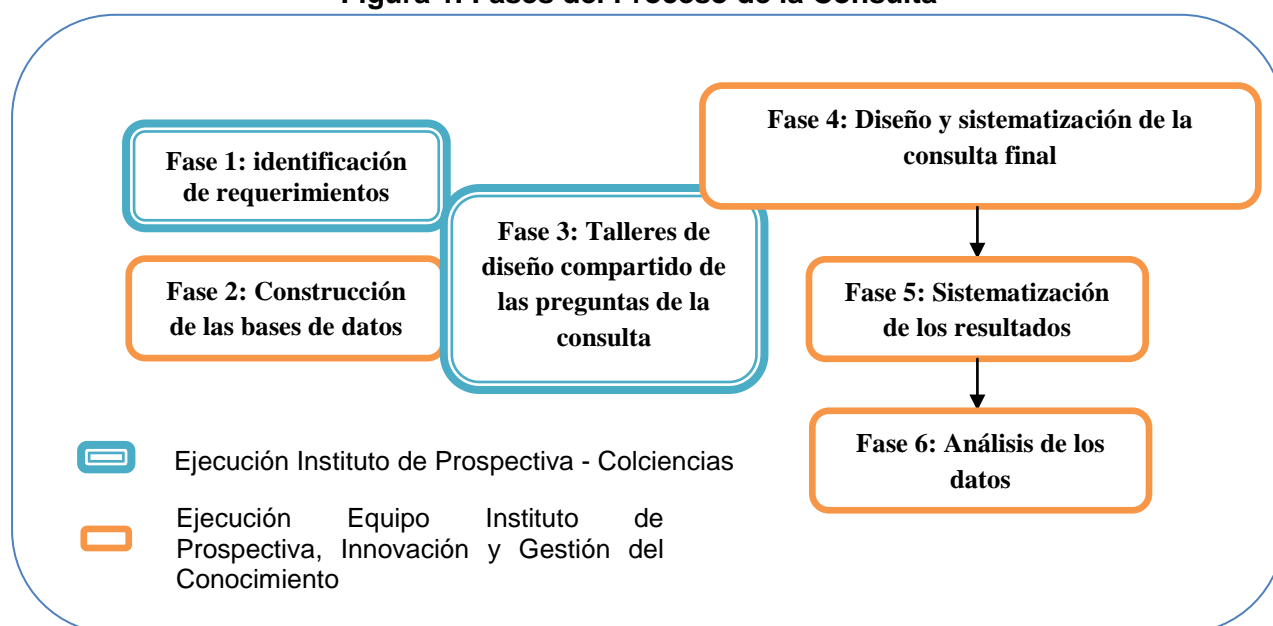 Figura 1. Fases del Proceso de la Consulta
Fase 1: identificación
de requerimientos
Fase 2: Construcción
de las bases de datos
Fase 3: Talleres de
diseño compartido de
las preguntas de la
consulta
Fase 4: Diseño y sistematización de la
consulta final
Fase 5: Sistematización
de los resultados
Fase 6: Análisis de los
datos
Ejecución Instituto de Prospectiva - Colciencias
Ejecución Equipo Instituto de
Prospectiva, Innovación y Gestión del
Conocimiento